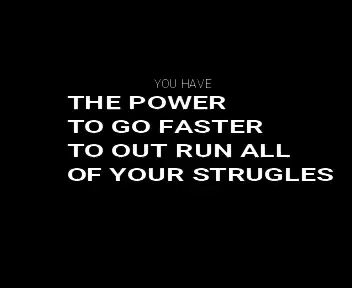 YOU HAVE
THE POWER
TO GO FASTER
TO OUT RUN ALL
OF YOUR STRUGLES